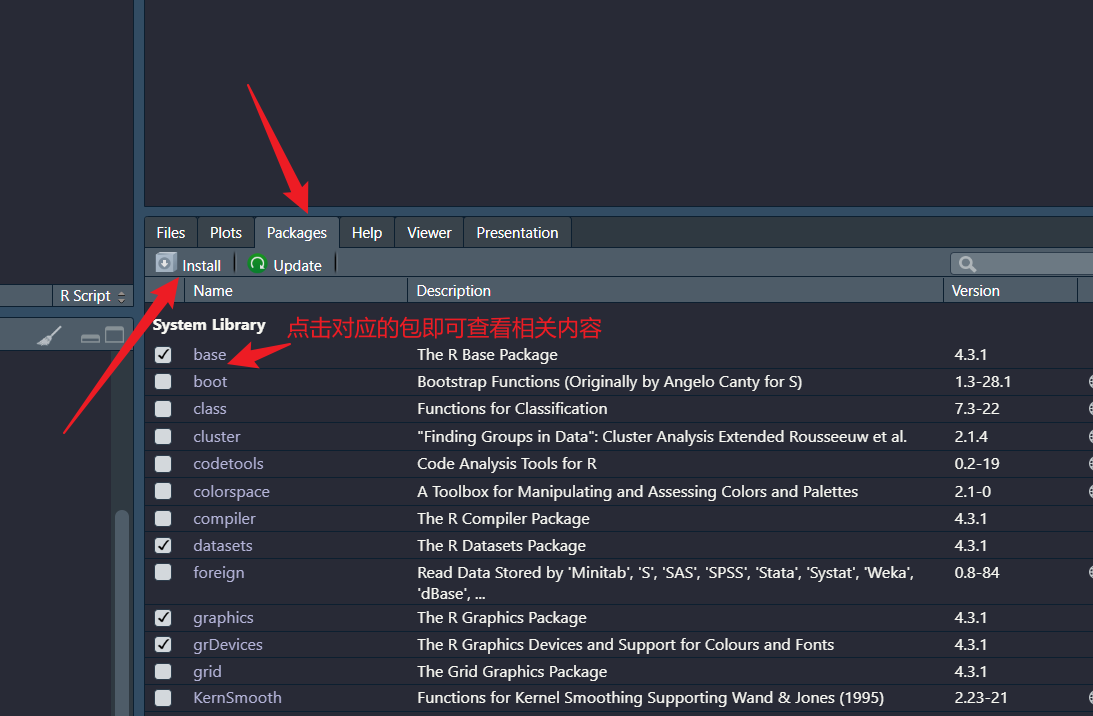 Files Plots Packages Help Viewer Presentation
Install Update
R Script
Name Description Version
System Library
点击对应的包即可查看相关内容
base The R Base Package 4.3.1
boot Bootstrap Functions (Originally by Angelo Canty for S) 1.3-28.1
class Functions for Classification 7.3-22
cluster "Finding Groups in Data": Cluster Analysis Extended Rousseeuw et al. 2.1.4
codetools Code Analysis Tools for R 0.2-19
colorspace A Toolbox for Manipulating and Assessing Colors and Palettes 2.1-0
compiler The R Compiler Package 4.3.1
datasets The R Datasets Package 4.3.1
foreign Read Data Stored by 'Minitab', 'S', 'SAS', 'SPSS', 'Stata', 'Systat', 'Weka', 0.8-84
'dBase', ...
graphics The R Graphics Package 4.3.1
grDevices The R Graphics Devices and Support for Colours and Fonts 4.3.1
grid The Grid Graphics Package 4.3.1
KernSmooth Functions for Kernel Smoothing Supporting Wand & Jones (1995) 2.23-21